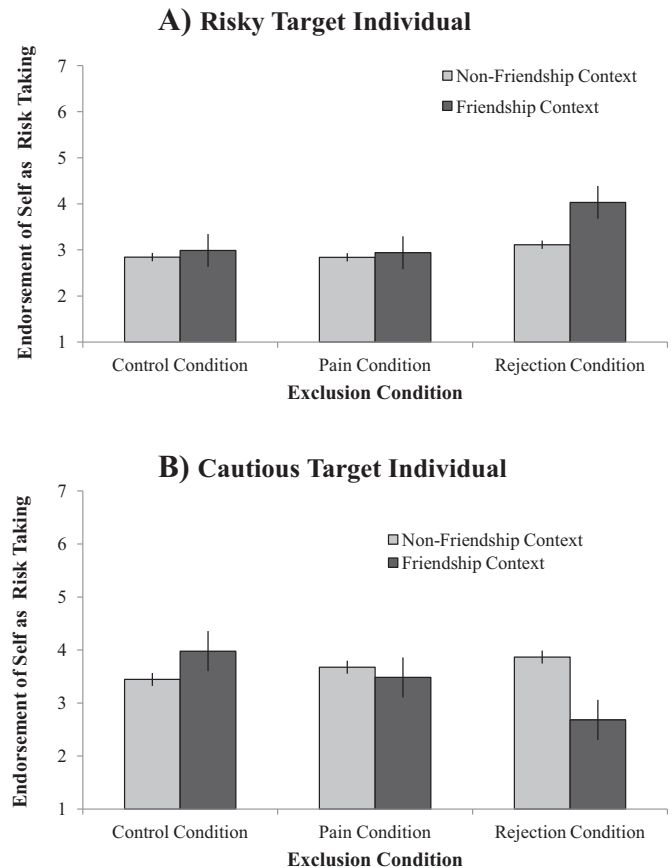 A) Risky Target Individual
7
6
5
4
3
2
1
Endorsement of Self as Risk Taking
Non-Friendship Context
Friendship Context
Control Condition Pain Condition Rejection Condition
Exclusion Condition
B) Cautious Target Individual
7
6
5
4
3
2
1
Endorsement of Self as Risk Taking
Non-Friendship Context
Friendship Context
Control Condition Pain Condition Rejection Condition
Exclusion Condition